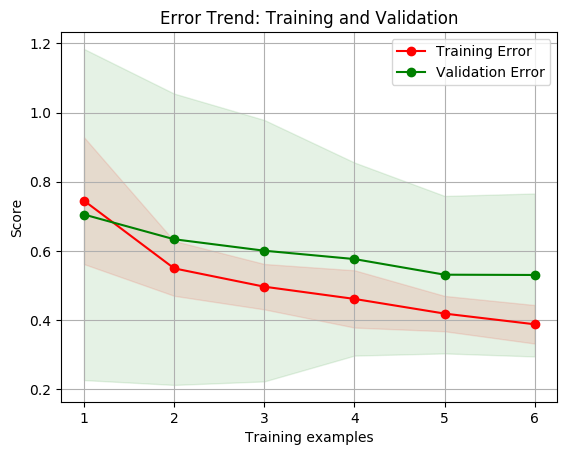 Error Trend: Training and Validation
Training Error
Validation Error
Score
1.2
1.0
0.8
0.6
0.4
0.2
1 2 3 4 5 6
Training examples